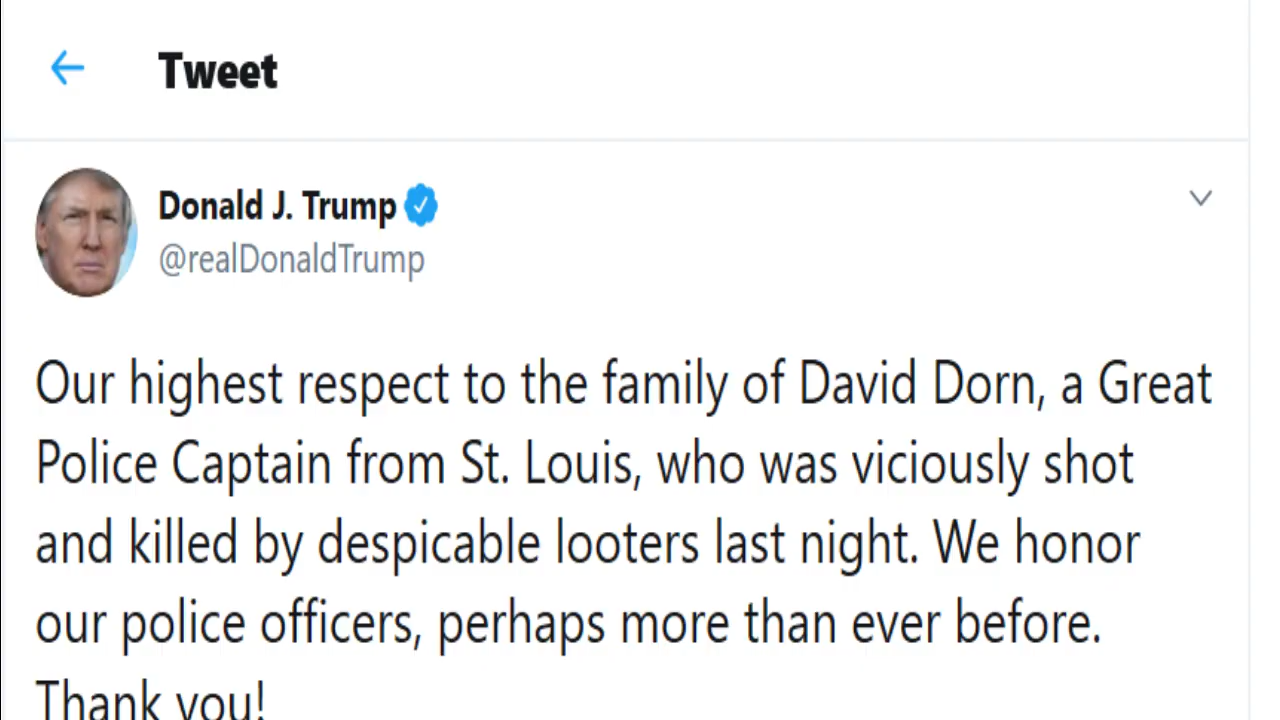 Tweet
Donald J. Trump
@realDonaldTrump
Our highest respect to the family of David Dorn, a Great
Police Captain from St. Louis, who was viciously shot
and killed by despicable looters last night. We honor
our police officers, perhaps more than ever before.
Thank you!